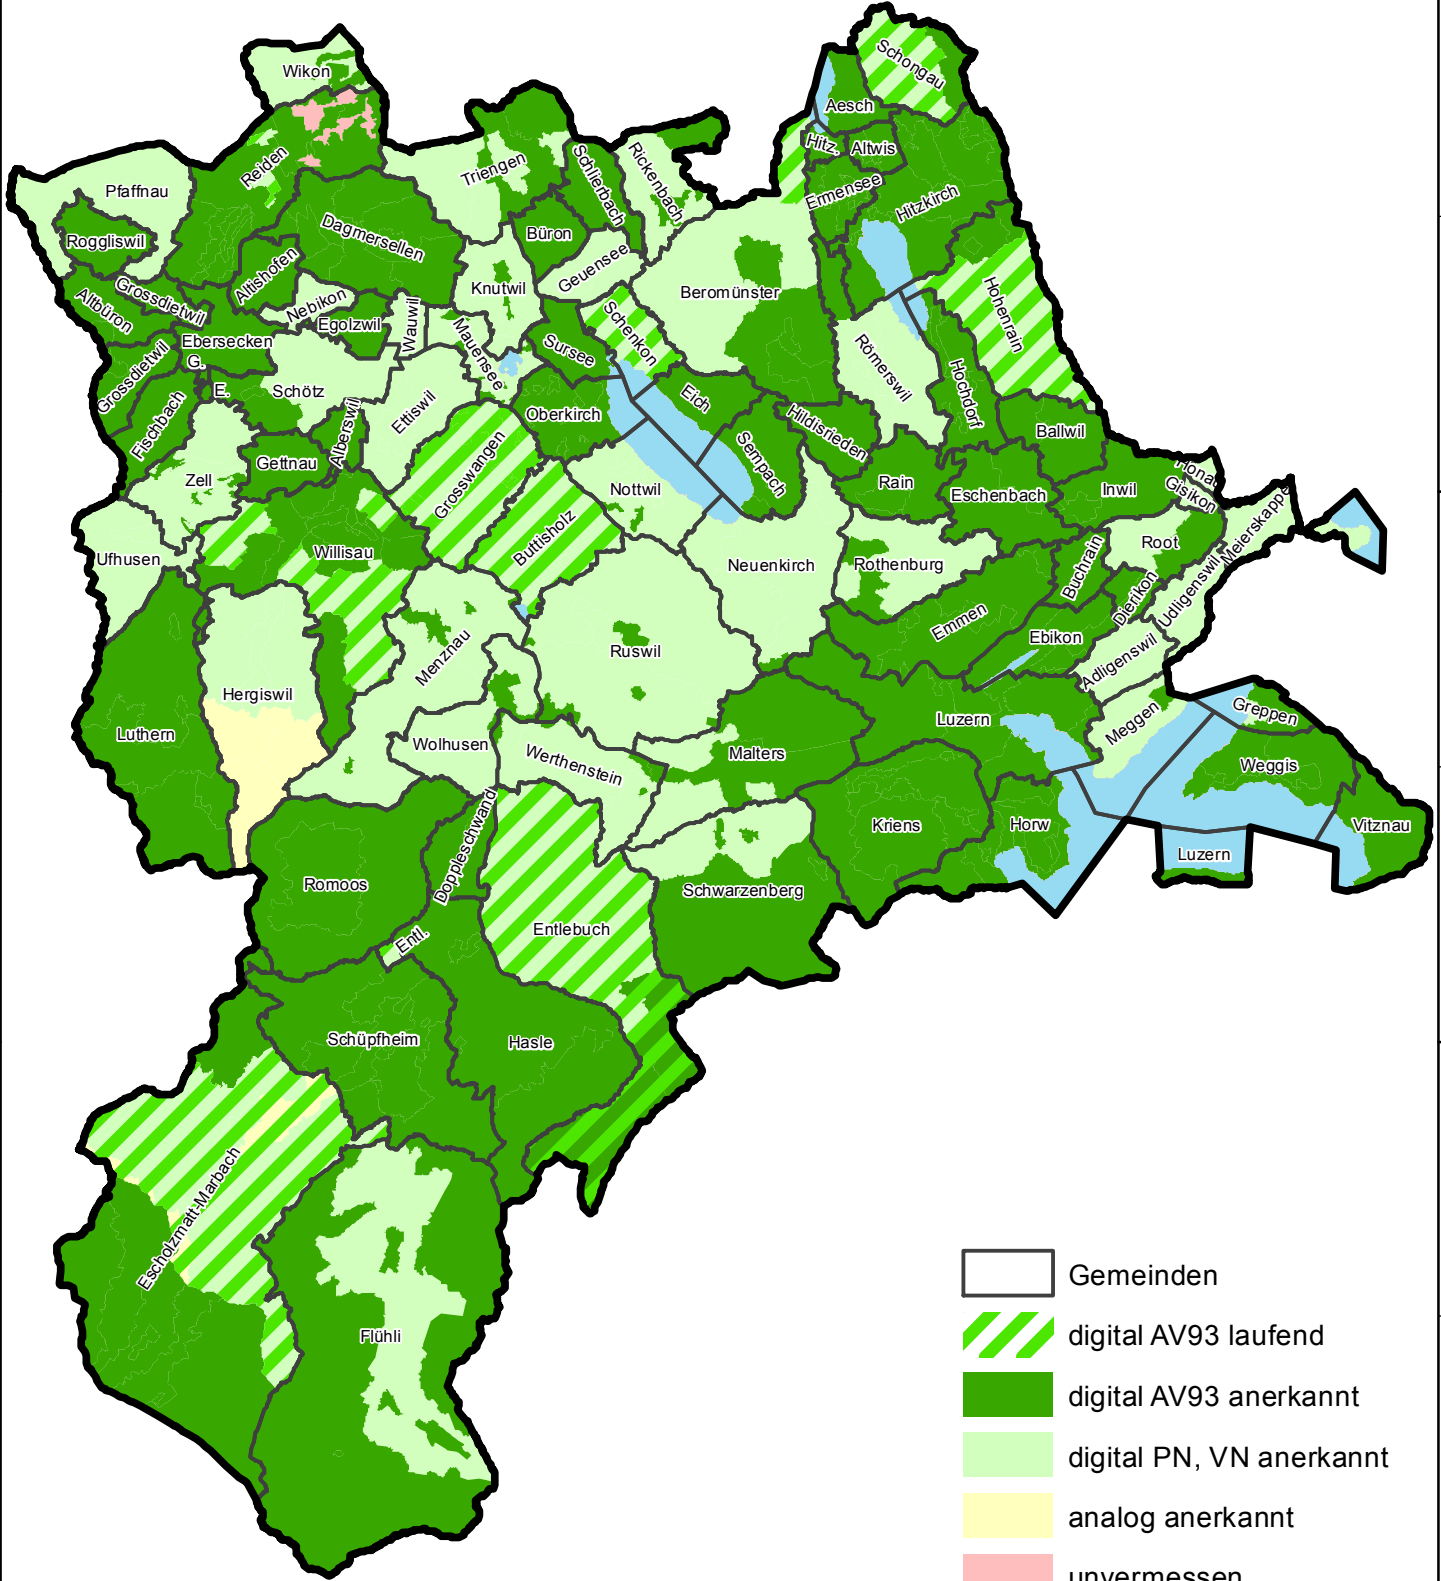 Schongau
Wikon
Aesch
Hitz.
Altwis
Reiden
Triengen
Schlierbach
Rickenbach
Pfaffnau
Ermensee
Hitzkirch
Roggliswil
Dagmersellen
Büron
Geuensee
Altishofen
Knutwil
Beromünster
Grossdietwil
Altbüron
Nebikon
Egolzwil
Wauwil
Mauensee
Schenkon
Hohenrain
Ebersecken
Sursee
G.
Grossdietwil
Römerswil
E.
Schötz
Fischbach
Ettiswil
Alberswil
Oberkirch
Eich
Hochdorf
Hildisrieden
Ballwil
Sempach
Gettnau
Grosswangen
Zell
Nottwil
Rain
Eschenbach
Inwil
Gisikon
Meierskappel
Buttisholz
Willisau
Ufhusen
Neuenkirch
Rothenburg
Root
Buchrain
Dierikon
Udligenswil
Emmen
Ebikon
Menznau
Ruswil
Adligenswil
Hergiswil
Luthern
Luzern
Meggen
Greppen
Wolhusen
Werthenstein
Malters
Weggis
Doppleschwand
Kriens
Horw
Vitznau
Luzern
Romoos
Schwarzenberg
Entlebuch
Entl.
Schüpfheim
Hasle
Escholzmatt-Marbach
Flühli
Gemeinden
digital AV93 laufend
digital AV93 anerkannt
digital PN, VN anerkannt
analog anerkannt
unvermessen